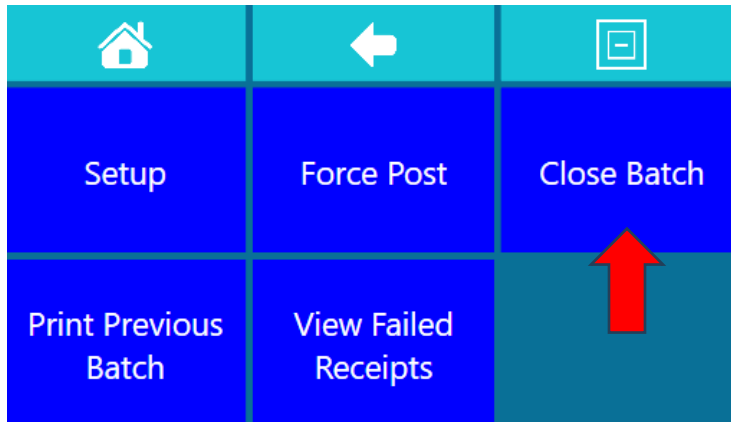 Setup
Force Post
Close Batch
Print Previous
Batch
View Failed
Receipts